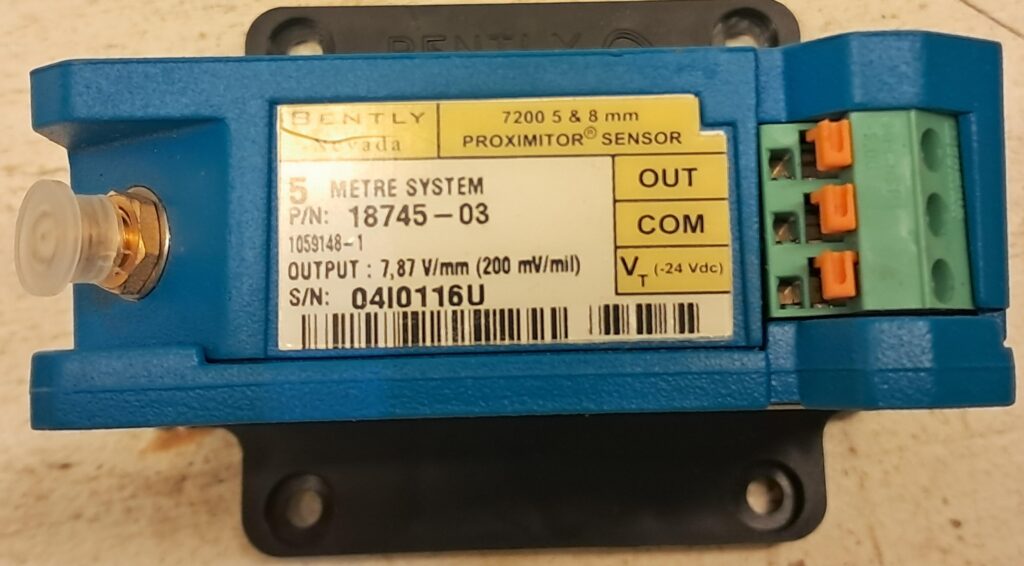 BENTLY
BENTLY
Nevada
7200 5 & 8 mm
PROXIMITOR® SENSOR
5 METRE SYSTEM
P/N: 18745-03
1059148-1
OUTPUT : 7,87 V/mm (200 mV/mil)
S/N: 04I0116U
OUT
COM
VT (-24 Vdc)